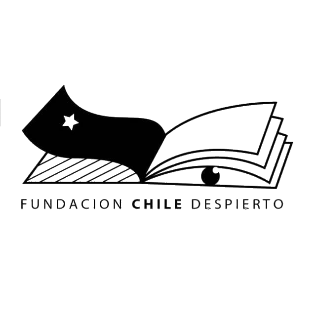 FUNDACION CHILE DESPIERTO